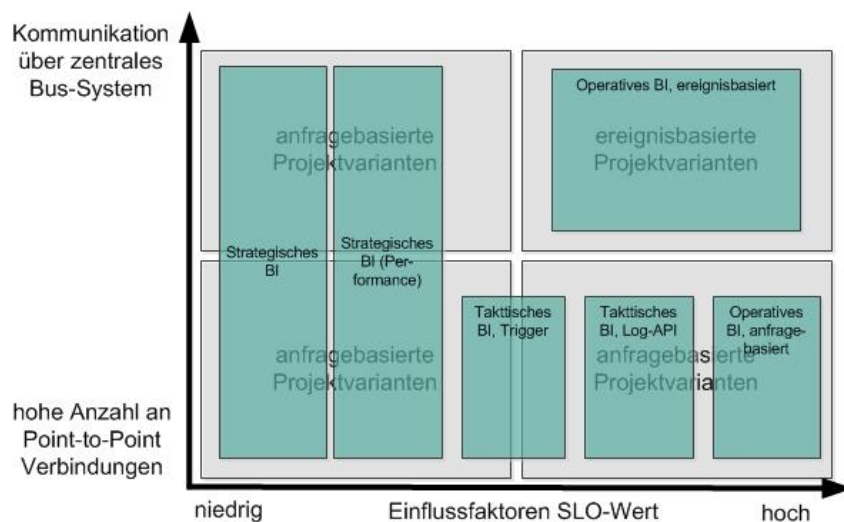 Kommunikation
über zentrales
Bus-System
anfragebasierte
Projektvarianten
Operatives BI, ereignisbasiert
ereignisbasierte
Projektvarianten
Strategisches
BI
Strategisches
BI (Per-
formance)
Takttisches
BI, Trigger
Takttisches
BI, Log-API
Operatives
BI, anfrage-
basiert
anfragebasierte
Projektvarianten
anfragebasierte
Projektvarianten
hohe Anzahl an
Point-to-Point
Verbindungen
niedrig
Einflussfaktoren SLO-Wert
hoch